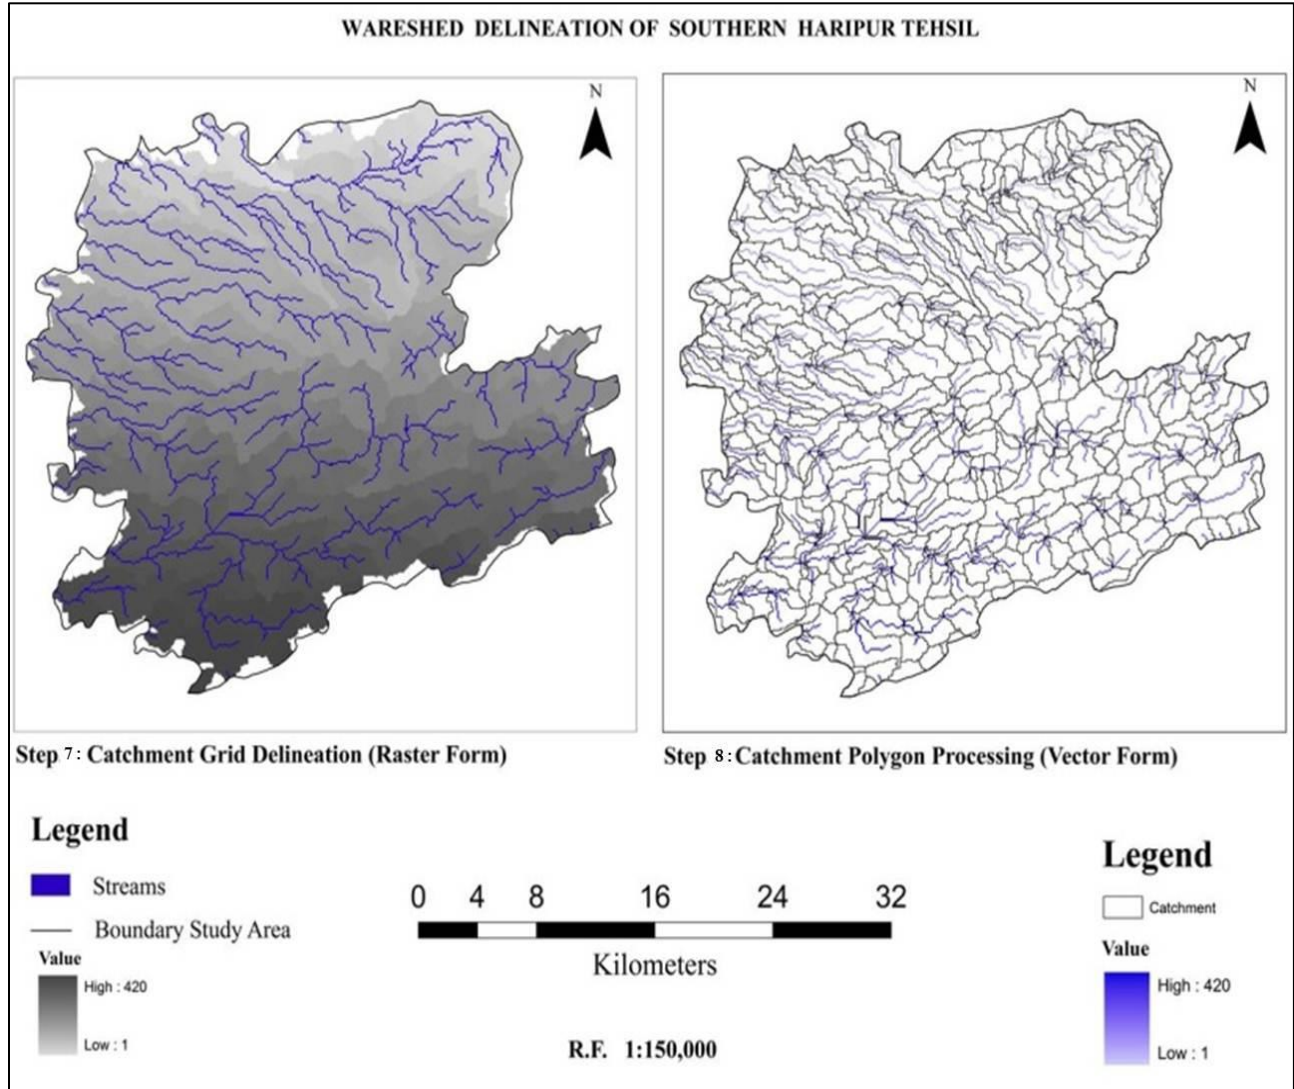 WARESHED DELINEATION OF SOUTHERN HARIPUR TEHSIL
N
N
Step 7: Catchment Grid Delineation (Raster Form)
Step 8: Catchment Polygon Processing (Vector Form)
Legend
Streams
Boundary Study Area
Value
High : 420
Low : 1
0 4 8 16 24 32
Kilometers
R.F. 1:150,000
Legend
Catchment
Value
High : 420
Low : 1